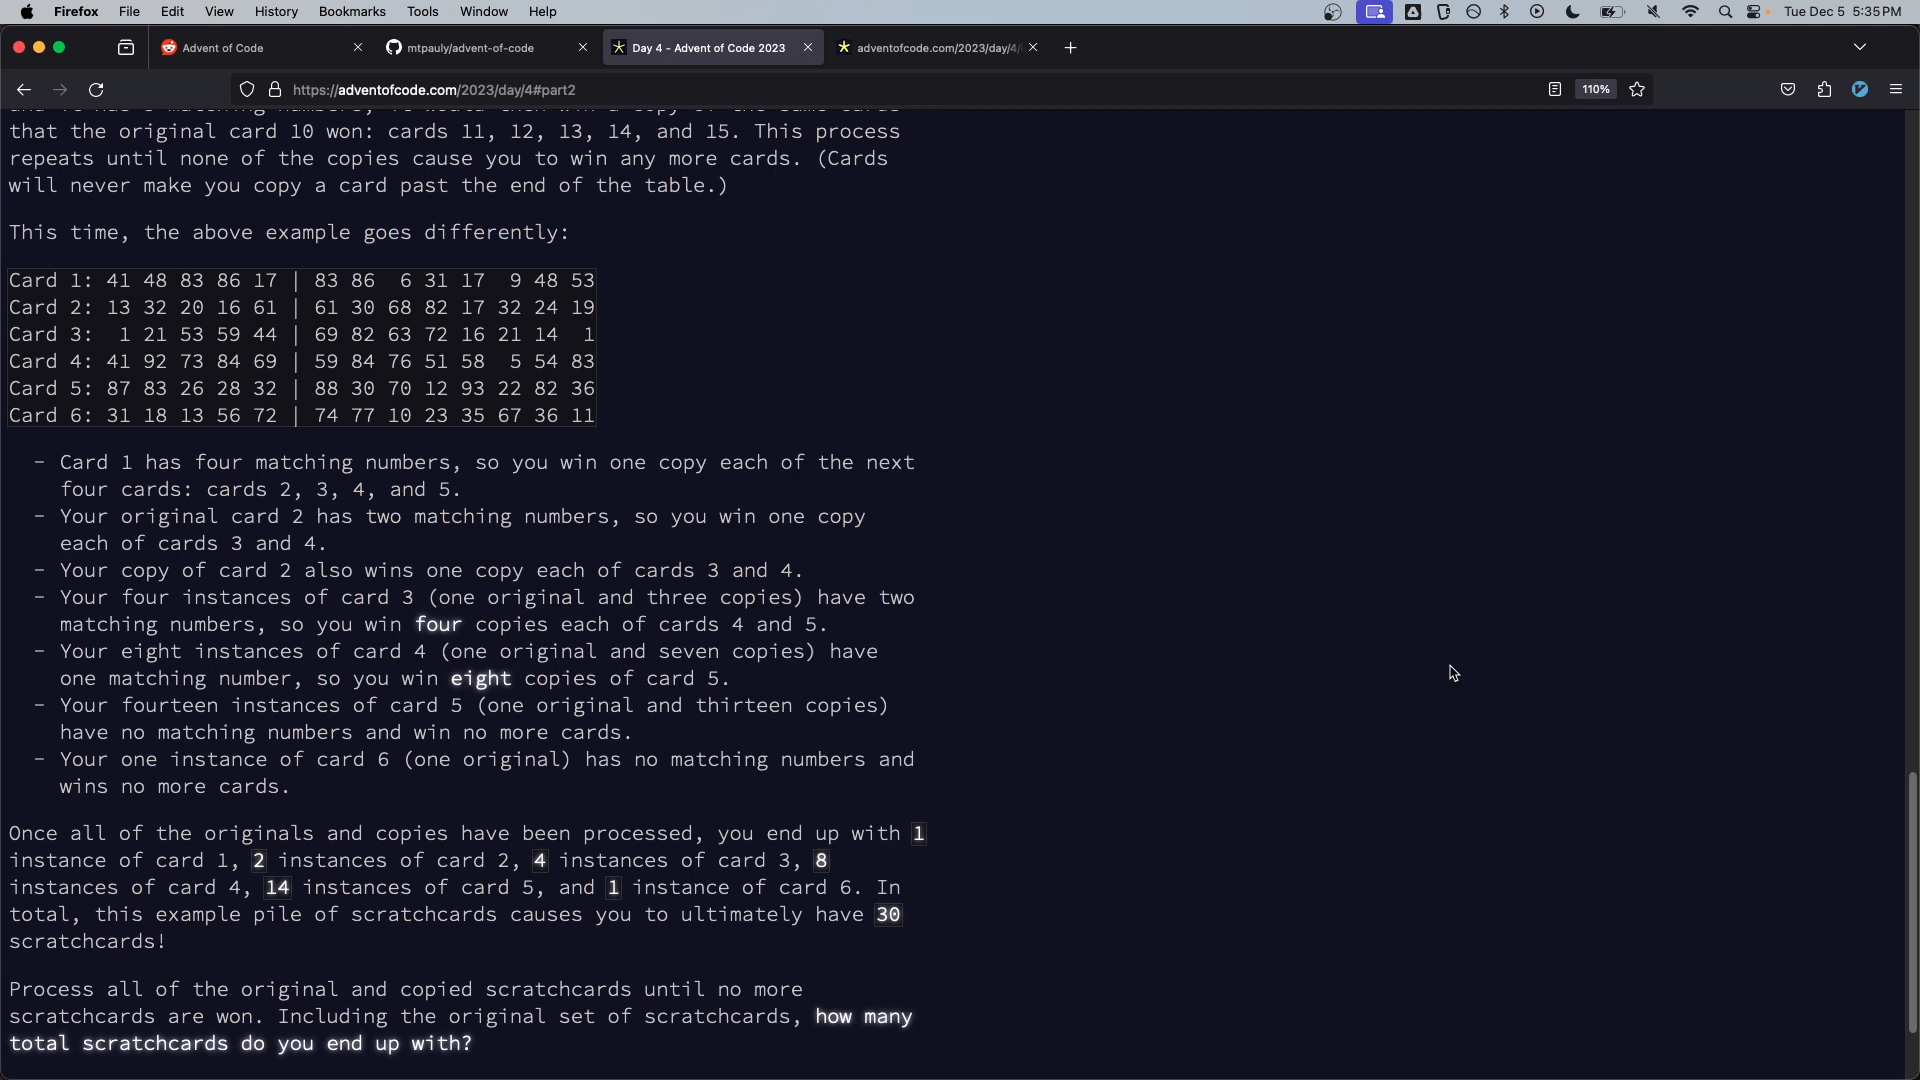 Firefox File Edit View History Bookmarks Tools Window Help Tue Dec 5 5:35 PM
Advent of Code mtpauly/advent-of-code Day 4 - Advent of Code 2023 adventofcode.com/2023/day/4/
https://adventofcode.com/2023/day/4#part2 110%
that the original card 10 won: cards 11, 12, 13, 14, and 15. This process
repeats until none of the copies cause you to win any more cards. (Cards
will never make you copy a card past the end of the table.)
This time, the above example goes differently:
Card 1: 41 48 83 86 17 | 83 86  6 31 17  9 48 53
Card 2: 13 32 20 16 61 | 61 30 68 82 17 32 24 19
Card 3:  1 21 53 59 44 | 69 82 63 72 16 21 14  1
Card 4: 41 92 73 84 69 | 59 84 76 51 58  5 54 83
Card 5: 87 83 26 28 32 | 88 30 70 12 93 22 82 36
Card 6: 31 18 13 56 72 | 74 77 10 23 35 67 36 11
- Card 1 has four matching numbers, so you win one copy each of the next
four cards: cards 2, 3, 4, and 5.
- Your original card 2 has two matching numbers, so you win one copy
each of cards 3 and 4.
- Your copy of card 2 also wins one copy each of cards 3 and 4.
- Your four instances of card 3 (one original and three copies) have two
matching numbers, so you win four copies each of cards 4 and 5.
- Your eight instances of card 4 (one original and seven copies) have
one matching number, so you win eight copies of card 5.
- Your fourteen instances of card 5 (one original and thirteen copies)
have no matching numbers and win no more cards.
- Your one instance of card 6 (one original) has no matching numbers and
wins no more cards.
Once all of the originals and copies have been processed, you end up with 1
instance of card 1, 2 instances of card 2, 4 instances of card 3, 8
instances of card 4, 14 instances of card 5, and 1 instance of card 6. In
total, this example pile of scratchcards causes you to ultimately have 30
scratchcards!
Process all of the original and copied scratchcards until no more
scratchcards are won. Including the original set of scratchcards, how many
total scratchcards do you end up with?